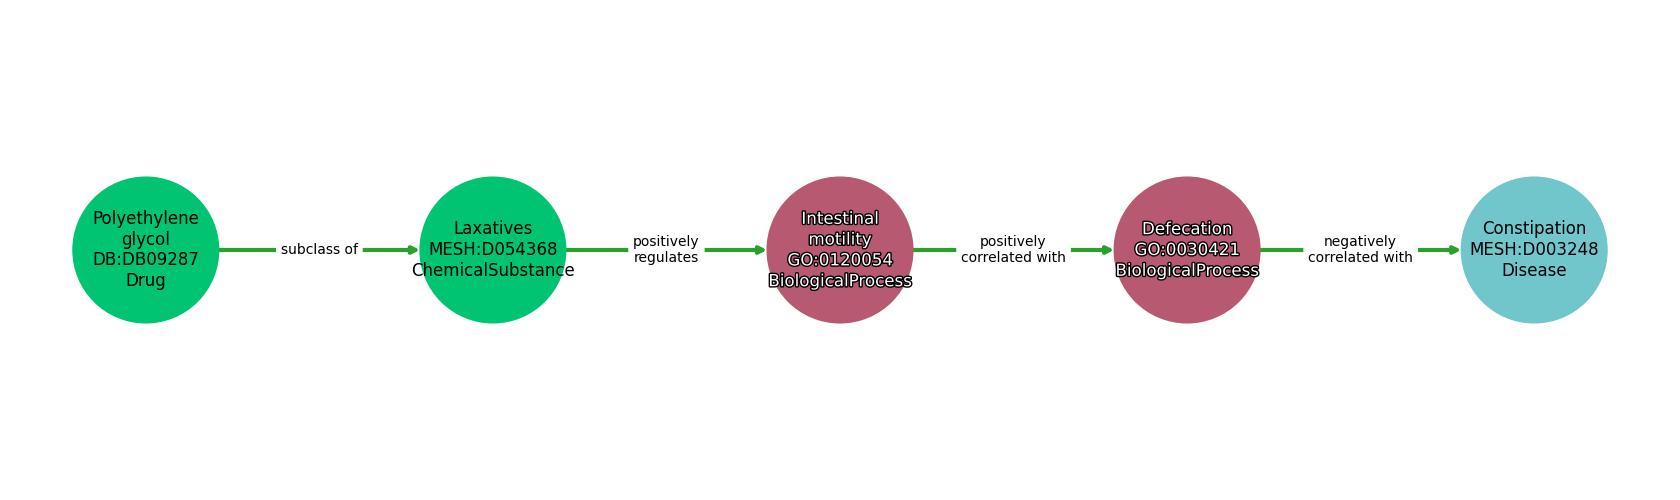 Polyethylene
glycol
DB:DB09287
Drug
subclass of
Laxatives
MESH:D054368
ChemicalSubstance
positively
regulates
Intestinal
motility
GO:0120054
BiologicalProcess
positively
correlated with
Defecation
GO:0030421
BiologicalProcess
negatively
correlated with
Constipation
MESH:D003248
Disease